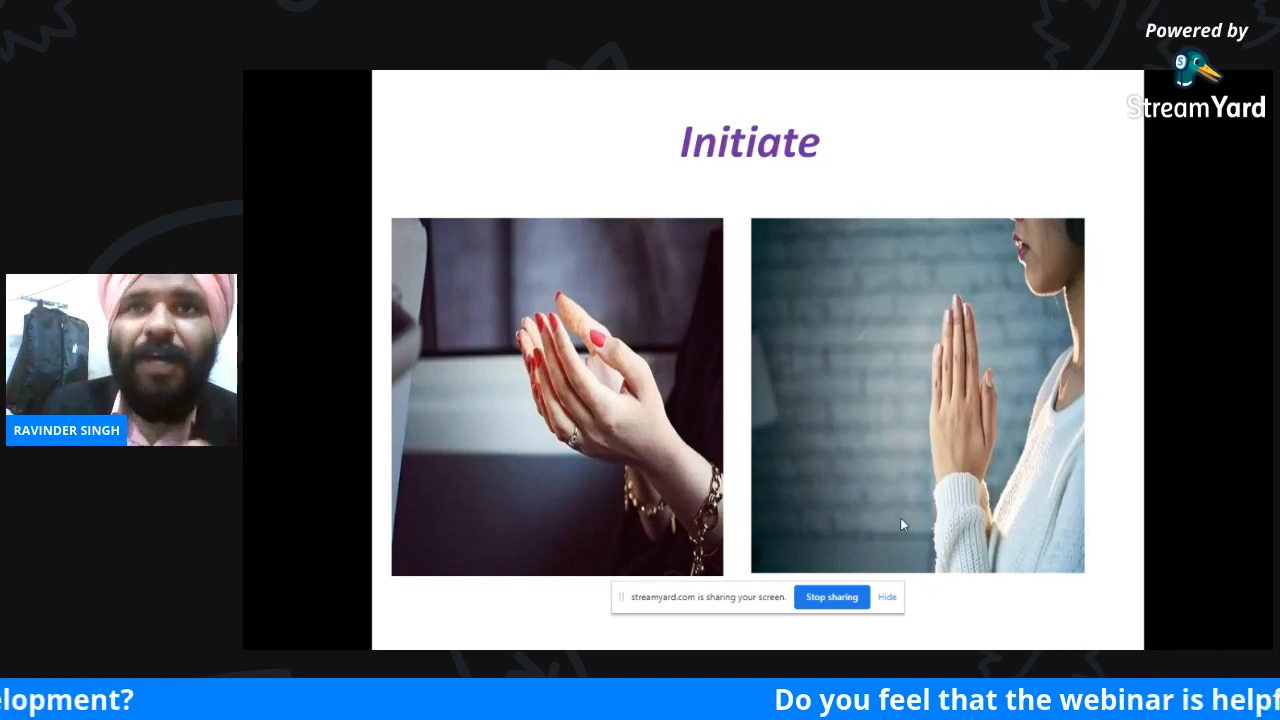 Powered by
StreamYard
Initiate
RAVINDER SINGH
streamyard.com is sharing your screen.
Stop sharing
Hide
elopment?
Do you feel that the webinar is helpf